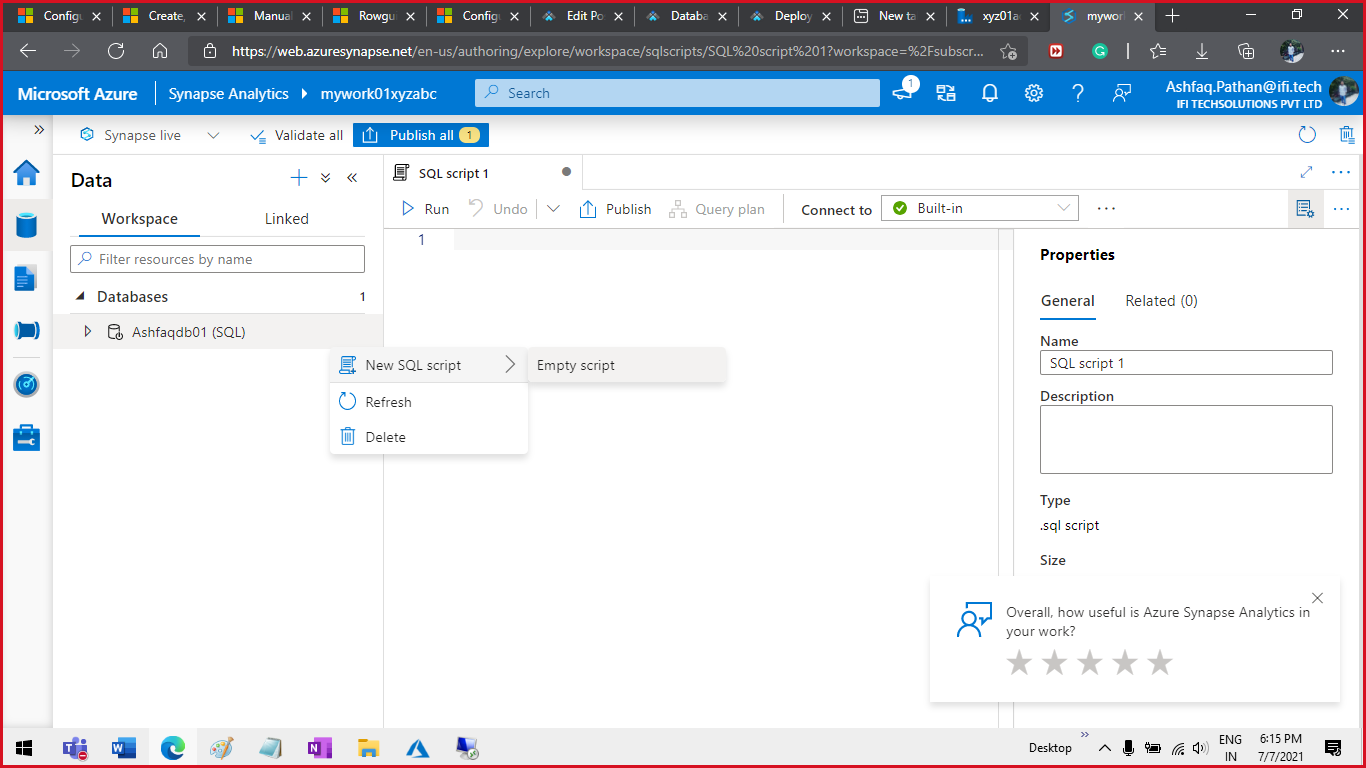 Configu
Create,
Manual
Rowgu
Configu
Edit Po
Databa
Deploy
New ta
xyz01a
mywor
https://web.azuresynapse.net/en-us/authoring/explore/workspace/sqlscripts/SQL%20script%201?workspace=%2Fsubscr...
Microsoft Azure
Synapse Analytics
mywork01xyzabc
Search
1
Ashfaq.Pathan@ifi.tech
IFI TECHSOLUTIONS PVT LTD
Synapse live
Validate all
Publish all
1
Data
Workspace
Linked
Filter resources by name
Databases
1
Ashfaqdb01 (SQL)
New SQL script
Empty script
Refresh
Delete
SQL script 1
Run
Undo
Publish
Query plan
Connect to
Built-in
1
Properties
General
Related (0)
Name
SQL script 1
Description
Type
.sql script
Size
Overall, how useful is Azure Synapse Analytics in
your work?
Desktop
ENG
IN
6:15 PM
7/7/2021